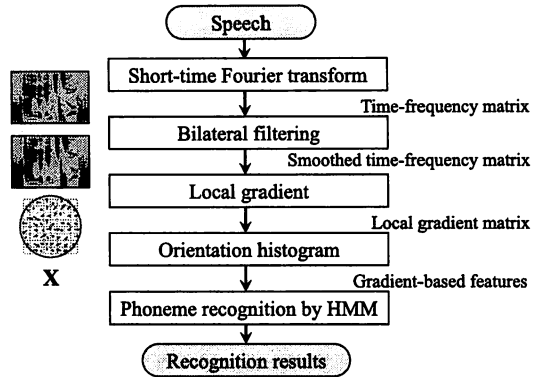 Speech
Short-time Fourier transform
Time-frequency matrix
Bilateral filtering
Smoothed time-frequency matrix
Local gradient
Local gradient matrix
Orientation histogram
X
Gradient-based features
Phoneme recognition by HMM
Recognition results